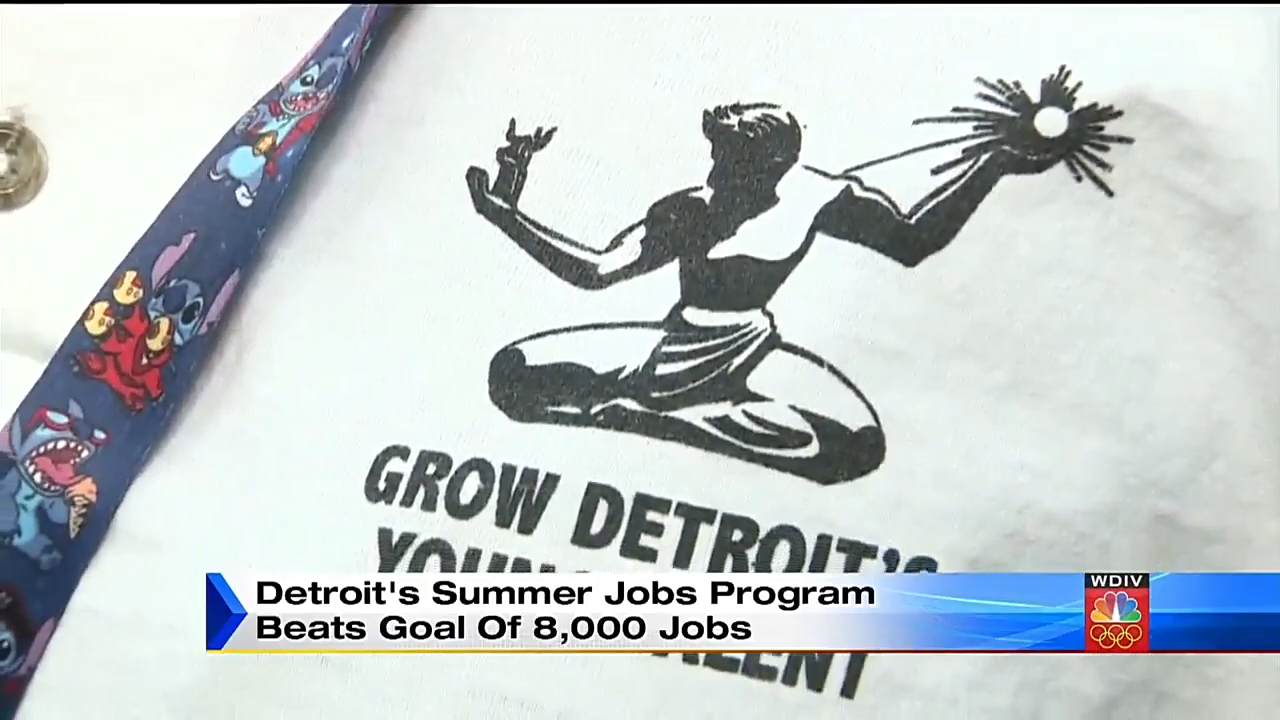 GROW DETROIT'S
Detroit's Summer Jobs Program
Beats Goal Of 8,000 Jobs
WDIV